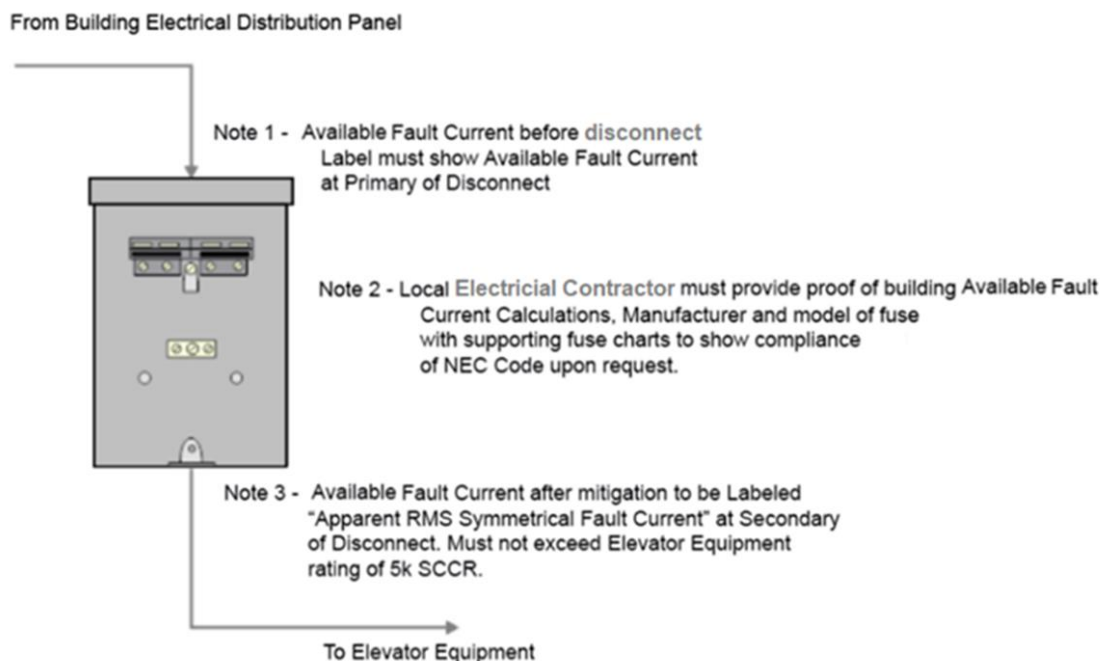 From Building Electrical Distribution Panel
Note 1 - Available Fault Current before disconnect
Label must show Available Fault Current
at Primary of Disconnect
Note 2 - Local Electricial Contractor must provide proof of building Available Fault
Current Calculations, Manufacturer and model of fuse
with supporting fuse charts to show compliance
of NEC Code upon request.
Note 3 - Available Fault Current after mitigation to be Labeled
“Apparent RMS Symmetrical Fault Current” at Secondary
of Disconnect. Must not exceed Elevator Equipment
rating of 5k SCCR.
To Elevator Equipment